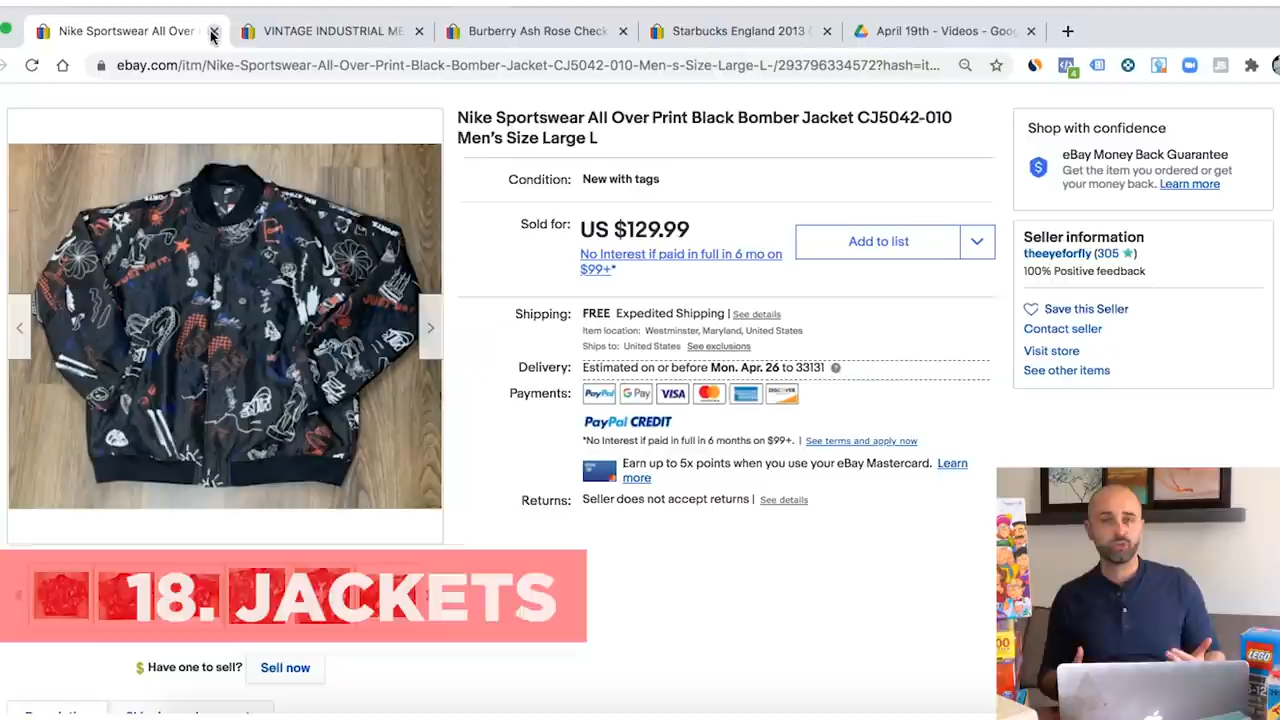 Nike Sportswear All Over
VINTAGE INDUSTRIAL ME
Burberry Ash Rose Check
Starbucks England 2013
April 19th - Videos - Goo
ebay.com/itm/Nike-Sportswear-All-Over-Print-Black-Bomber-Jacket-CJ5042-010-Men-s-Size-Large-L-/293796334572?hash=it...
4
Nike Sportswear All Over Print Black Bomber Jacket CJ5042-010
Men's Size Large L
Condition: New with tags
Sold for: US $129.99
No Interest if paid in full in 6 mo on
$99+*
Add to list
Shipping: FREE Expedited Shipping | See details
Item location: Westminster, Maryland, United States
Ships to: United States See exclusions
Delivery: Estimated on or before Mon. Apr. 26 to 33131
Payments: PayPal G Pay VISA
DISCOVER
PayPal CREDIT
*No Interest if paid in full in 6 months on $99+. | See terms and apply now
Earn up to 5x points when you use your eBay Mastercard. Learn
more
Returns: Seller does not accept returns | See details
Shop with confidence
eBay Money Back Guarantee
Get the item you ordered or get
your money back. Learn more
Seller information
theeyeforfly (305)
100% Positive feedback
Save this Seller
Contact seller
Visit store
See other items
18. JACKETS
$ Have one to sell? Sell now
LEGO